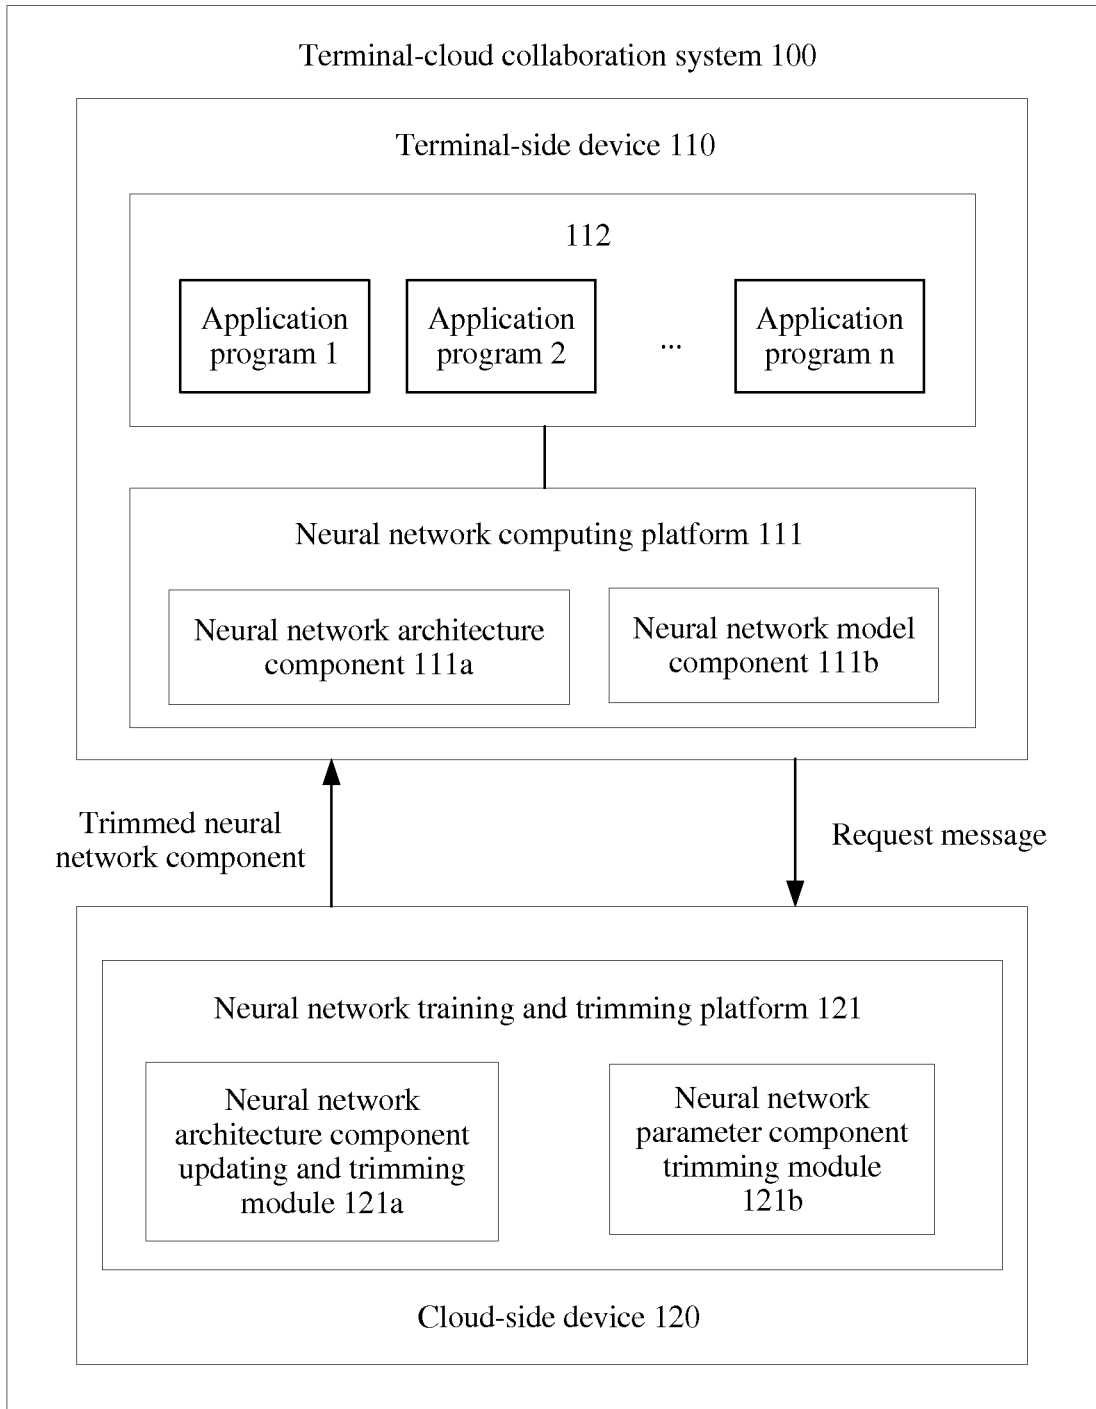 Terminal-cloud collaboration system 100
Terminal-side device 110
112
Application
program 1
Application
program 2
...
Application
program n
Neural network computing platform 111
Neural network architecture
component 111a
Neural network model
component 111b
Trimmed neural
network component
Request message
Neural network training and trimming platform 121
Neural network
architecture component
updating and trimming
module 121a
Neural network
parameter component
trimming module
121b
Cloud-side device 120